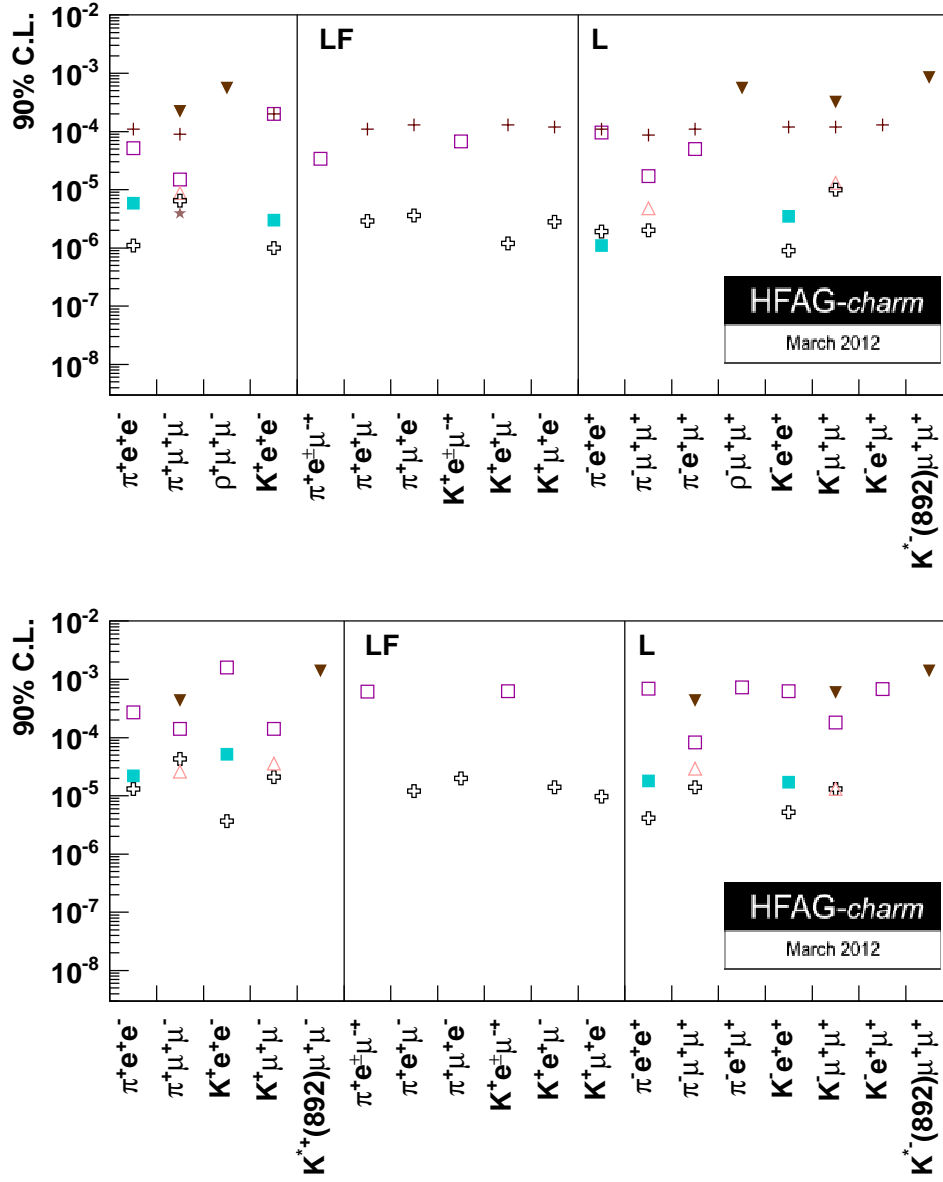 90% C.L.
10⁻²
10⁻³
10⁻⁴
10⁻⁵
10⁻⁶
10⁻⁷
10⁻⁸
LF
L
HFAG-charm
March 2012
π⁺e⁺e⁻
π⁺μ⁺μ⁻
ρ⁺μ⁺μ⁻
K⁺e⁺e⁻
π⁺e±μ⁻⁺
π⁺e⁺μ⁻
π⁺μ⁺e⁻
K⁺e±μ⁻⁺
K⁺e⁺μ⁻
K⁺μ⁺e⁻
π⁻e⁺e⁺
π⁻μ⁺μ⁺
π⁻e⁺μ⁺
ρ⁻μ⁺μ⁺
K⁻e⁺e⁺
K⁻μ⁺μ⁺
K⁻e⁺μ⁺
K*⁻(892)μ⁺μ⁺
90% C.L.
10⁻²
10⁻³
10⁻⁴
10⁻⁵
10⁻⁶
10⁻⁷
10⁻⁸
LF
L
HFAG-charm
March 2012
π⁺e⁺e⁻
π⁺μ⁺μ⁻
K⁺e⁺e⁻
K⁺μ⁺μ⁻
K*⁺(892)μ⁺μ⁻
π⁺e±μ⁻⁺
π⁺e⁺μ⁻
π⁺μ⁺e⁻
K⁺e±μ⁻⁺
K⁺e⁺μ⁻
K⁺μ⁺e⁻
π⁻e⁺e⁺
π⁻μ⁺μ⁺
π⁻e⁺μ⁺
K⁻e⁺e⁺
K⁻μ⁺μ⁺
K⁻e⁺μ⁺
K*⁻(892)μ⁺μ⁺